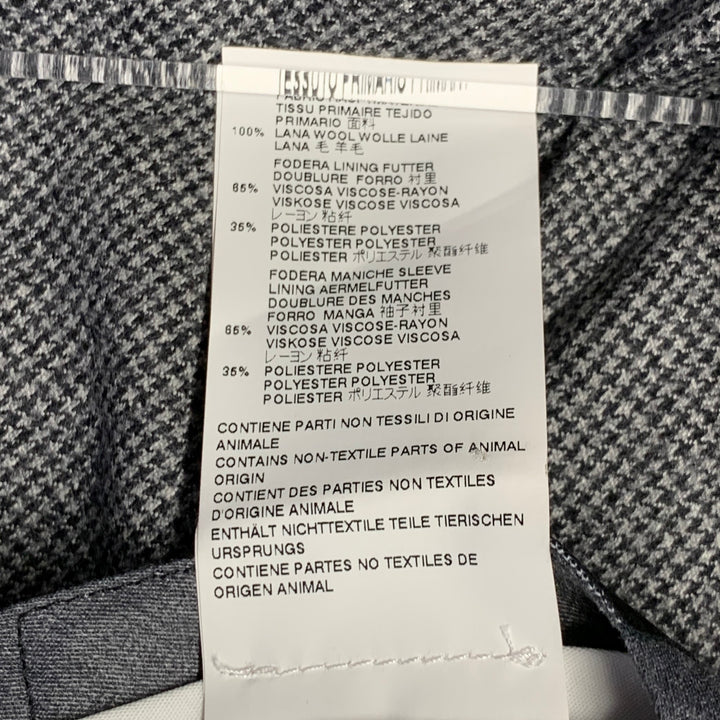 TESSUTO PRIMARIO PRIMARY
TISSU PRIMAIRE TEJIDO
PRIMARIO 面料
100% LANA WOOL WOLLE LAINE
LANA 毛 羊毛
FODERA LINING FUTTER
DOUBLURE FORRO 衬里
65% VISCOSA VISCOSE-RAYON
VISKOSE VISCOSE VISCOSA
レーヨン 粘纤
35% POLIESTERE POLYESTER
POLYESTER POLYESTER
POLIESTER ポリエステル 聚酯纤维
FODERA MANICHE SLEEVE
LINING AERMELFUTTER
DOUBLURE DES MANCHES
FORRO MANGA 袖子衬里
65% VISCOSA VISCOSE-RAYON
VISKOSE VISCOSE VISCOSA
レーヨン 粘纤
35% POLIESTERE POLYESTER
POLYESTER POLYESTER
POLIESTER ポリエステル 聚酯纤维
CONTIENE PARTI NON TESSILI DI ORIGINE
ANIMALE
CONTAINS NON-TEXTILE PARTS OF ANIMAL
ORIGIN
CONTIENT DES PARTIES NON TEXTILES
D'ORIGINE ANIMALE
ENTHÄLT NICHTTEXTILE TEILE TIERISCHEN
URSPRUNGS
CONTIENE PARTES NO TEXTILES DE
ORIGEN ANIMAL